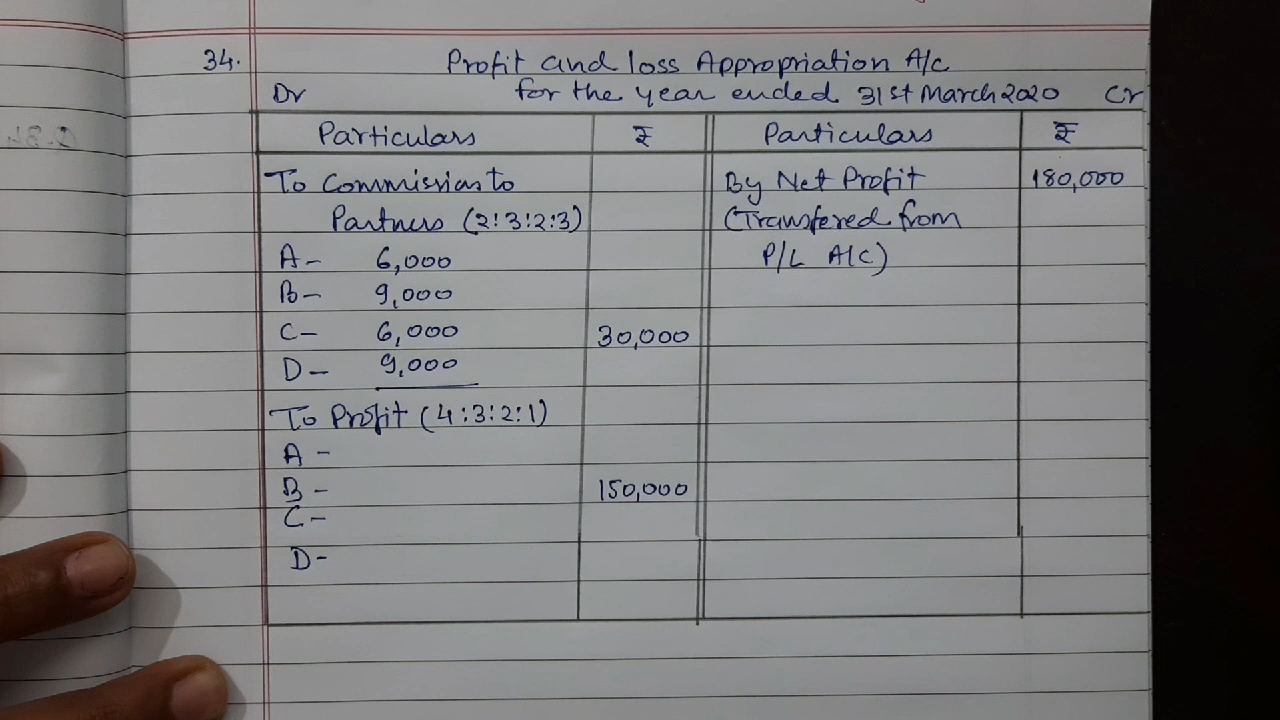 34.
Profit and loss Appropriation A/c
for the year ended 31st March 2020
Dr Cr
Particulars ₹ Particulars ₹
To Commission to By Net Profit 180,000
Partners (2:3:2:3) (Transfered from
A- 6,000 P/L A/C)
B- 9,000
C- 6,000 30,000
D- 9,000
To Profit (4:3:2:1)
A -
B - 150,000
C -
D-